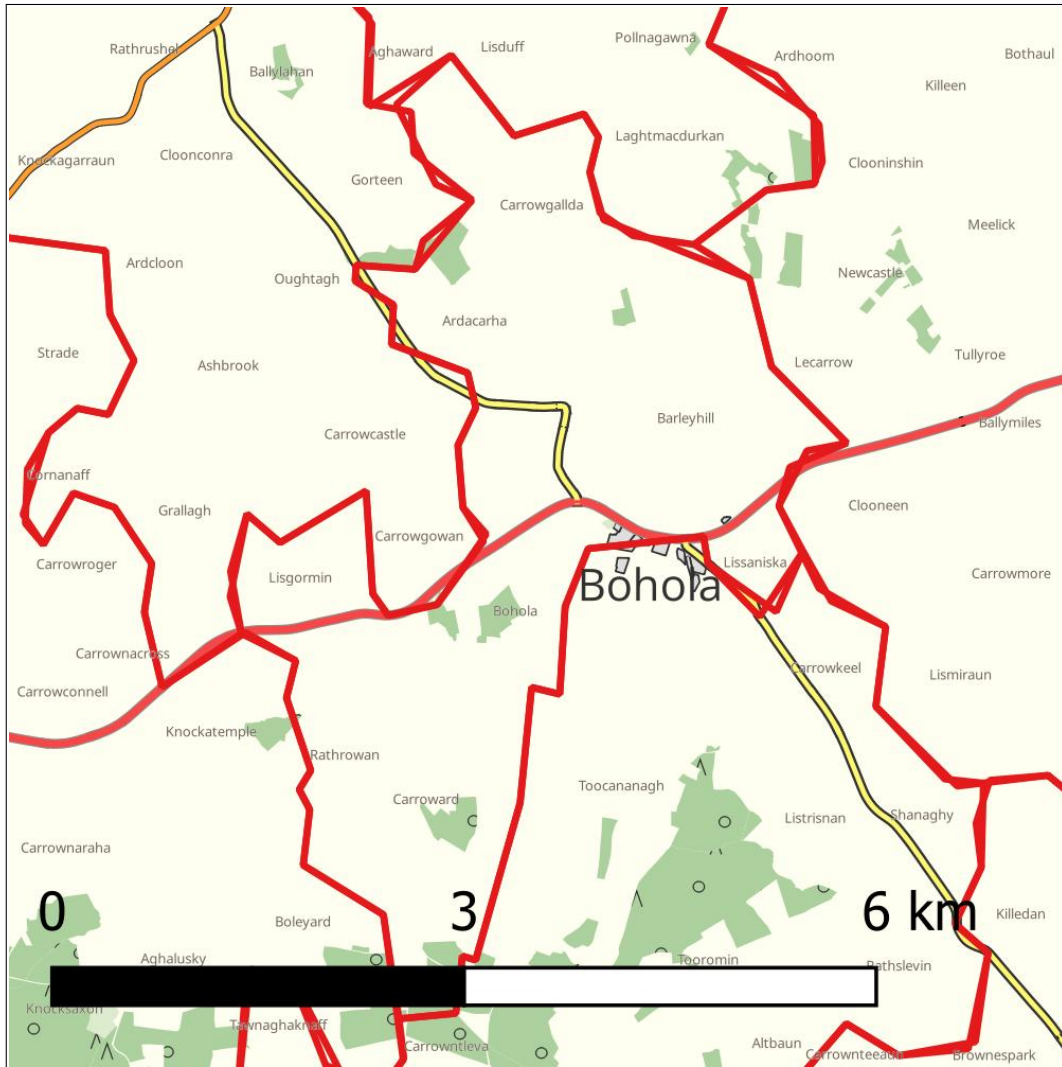 Lisduff
Pollnagawna
Rathrushel
Aghaward
Ardhoom
Bothaul
Ballylahan
Killeen
Laghtmacdurkan
Clooninshin
Knockagarraun
Cloonconra
Gorteen
Carrowgallda
Meelick
Ardcloon
Oughtagh
Newcastle
Ardacarha
Strade
Ashbrook
Lecarrow
Tullyroe
Barleyhill
Ballymiles
Carrowcastle
Cornanaff
Grallagh
Clooneen
Carrowgowan
Carrowroger
Lisgormin
Lissaniska
Carrowmore
Bohola
Bohola
Carrownacross
Carrowkeel
Lismiraun
Carrowconnell
Knockatemple
Rathrowan
Toocananagh
Carroward
Listrisnan
Shanaghy
Carrownaraha
0 3 6 km
Boleyard
Killedan
Aghalusky
Tooromin
Rathslevin
Knocksaxon
Tawnaghaknaff
Carrowntleva
Altbaun
Carrownteeaun
Brownespark